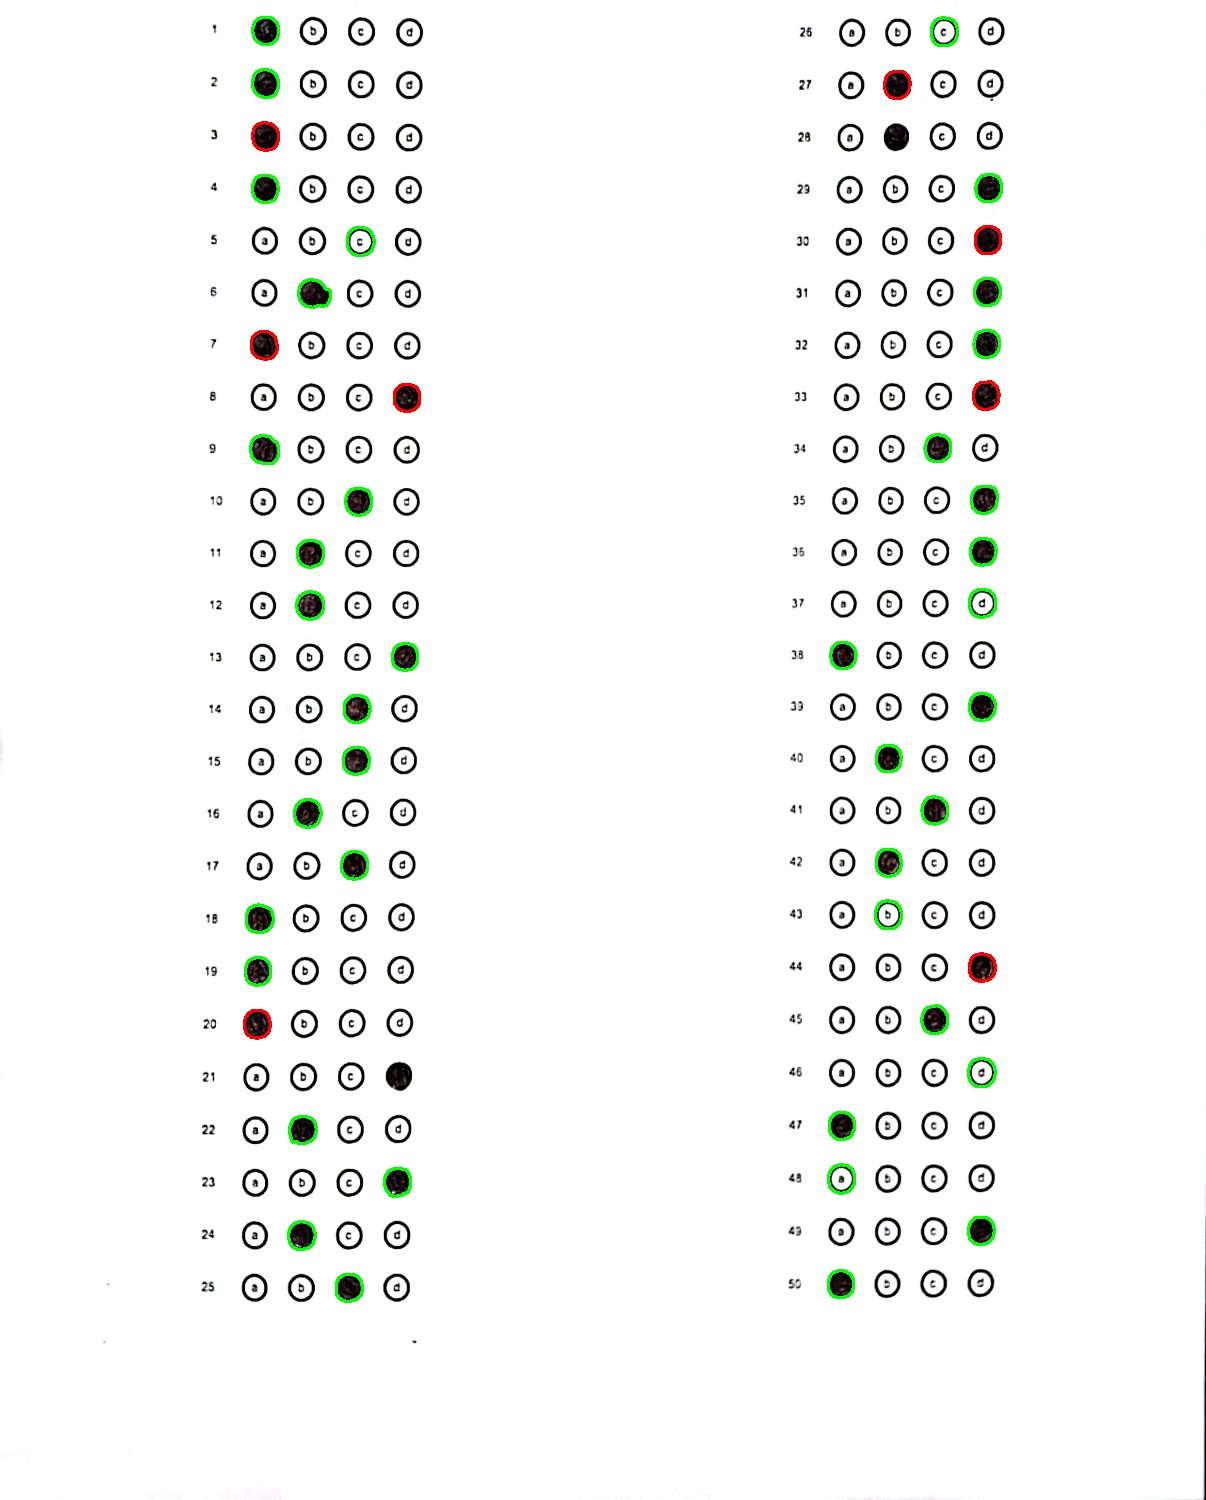 1 b c d
2 b c d
3 b c d
4 b c d
5 a b c d
6 a c d
7 b c d
8 a b c
9 b c d
10 a b d
11 a c d
12 a c d
13 a b c
14 a b d
15 a b d
16 a c d
17 a b d
18 b c d
19 b c d
20 b c d
21 a b c
22 a c d
23 a b c
24 a c d
25 a b d
26 a b c d
27 a c d
28 a c d
29 a b c
30 a b c
31 a b c
32 a b c
33 a b c
34 a b d
35 a b c
36 a b c
37 a b c d
38 b c d
39 a b c
40 a c d
41 a b d
42 a c d
43 a b c d
44 a b c
45 a b d
46 a b c d
47 b c d
48 a b c d
49 a b c
50 b c d